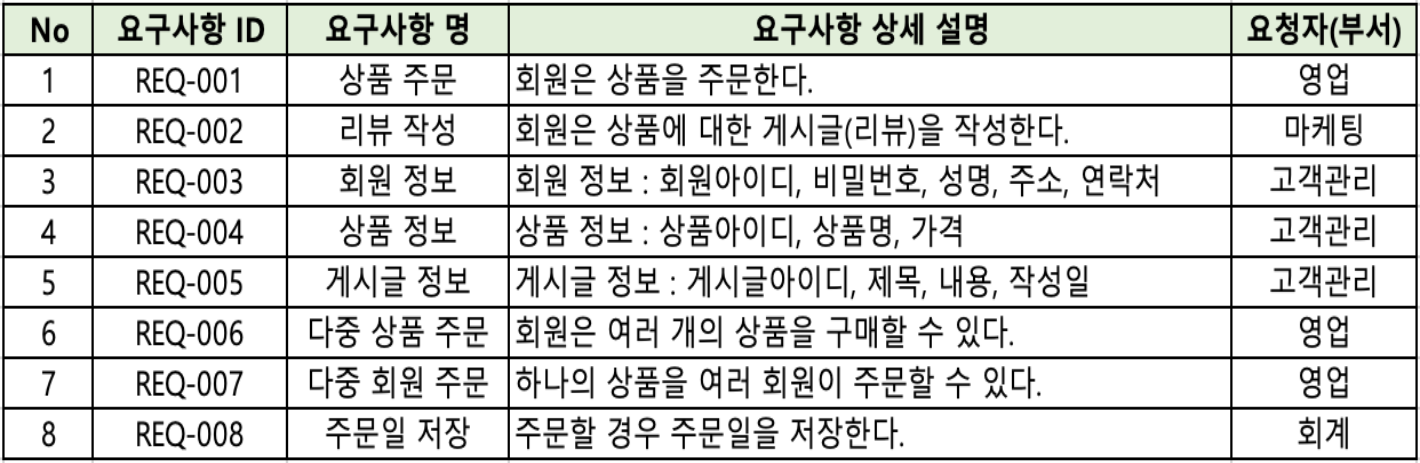 No 요구사항 ID 요구사항 명 요구사항 상세 설명 요청자(부서)
1 REQ-001 상품 주문 회원은 상품을 주문한다. 영업
2 REQ-002 리뷰 작성 회원은 상품에 대한 게시글(리뷰)을 작성한다. 마케팅
3 REQ-003 회원 정보 회원 정보 : 회원아이디, 비밀번호, 성명, 주소, 연락처 고객관리
4 REQ-004 상품 정보 상품 정보 : 상품아이디, 상품명, 가격 고객관리
5 REQ-005 게시글 정보 게시글 정보 : 게시글아이디, 제목, 내용, 작성일 고객관리
6 REQ-006 다중 상품 주문 회원은 여러 개의 상품을 구매할 수 있다. 영업
7 REQ-007 다중 회원 주문 하나의 상품을 여러 회원이 주문할 수 있다. 영업
8 REQ-008 주문일 저장 주문할 경우 주문일을 저장한다. 회계